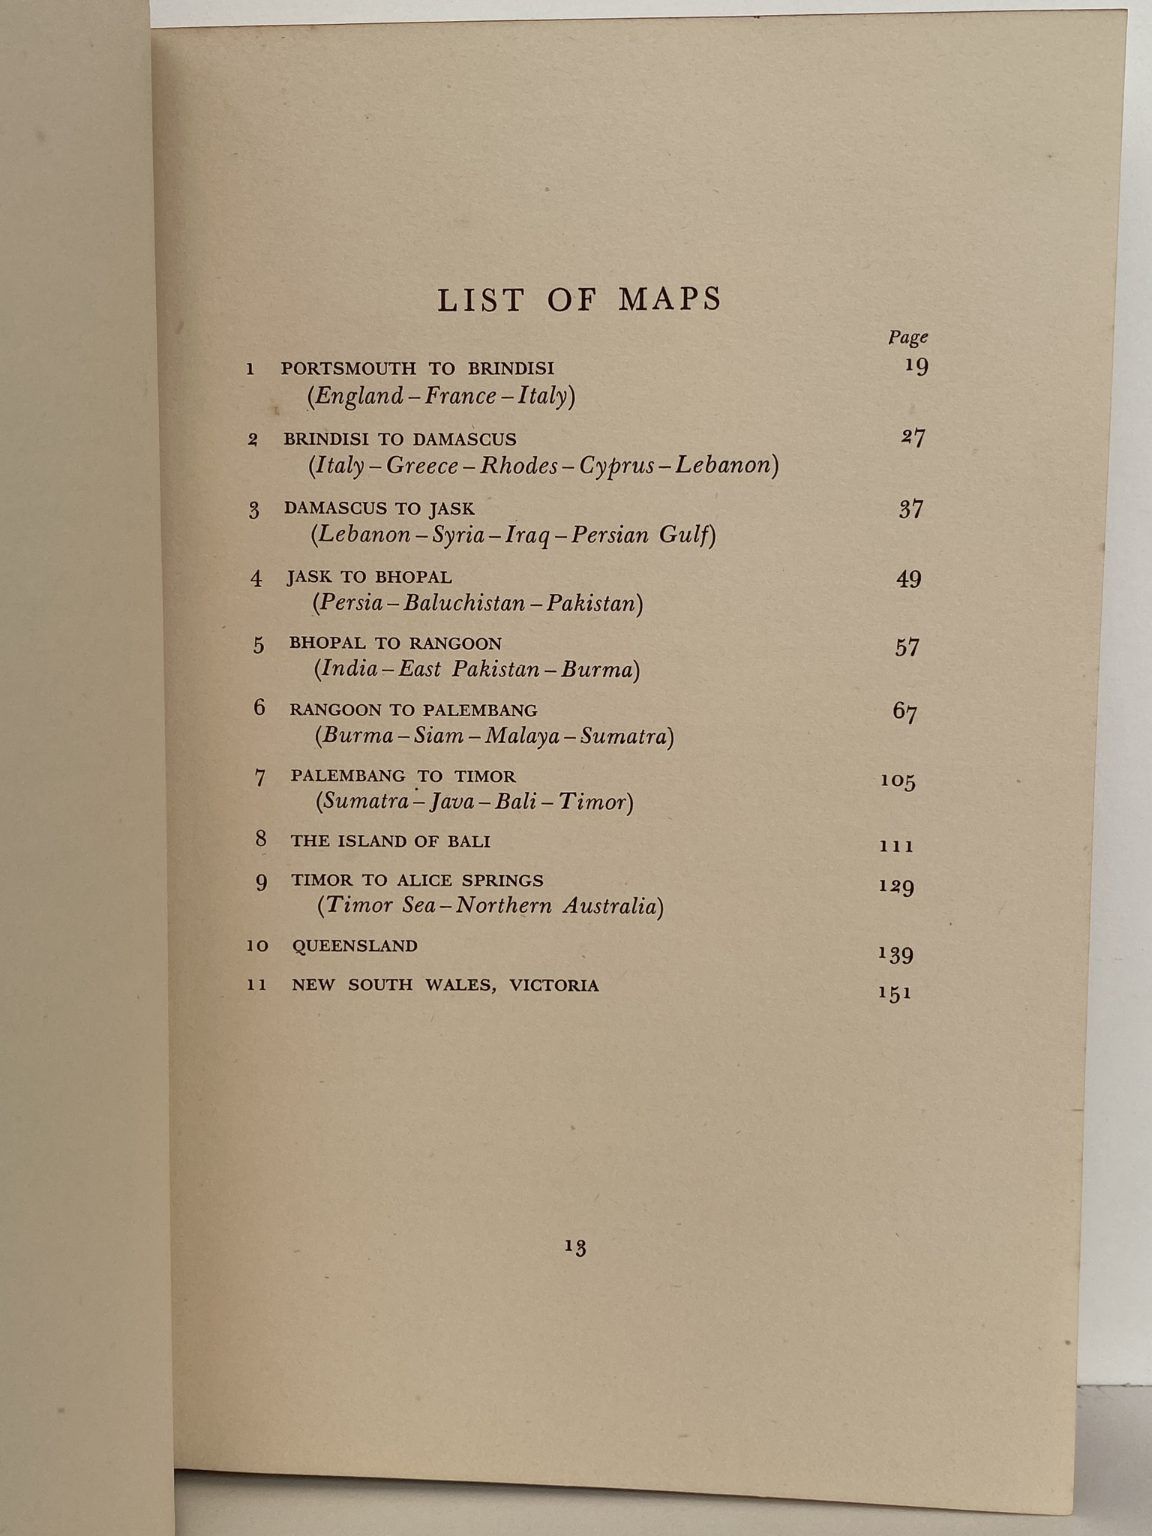 LIST OF MAPS
Page
1 PORTSMOUTH TO BRINDISI 19
(England – France – Italy)
2 BRINDISI TO DAMASCUS 27
(Italy – Greece – Rhodes – Cyprus – Lebanon)
3 DAMASCUS TO JASK 37
(Lebanon – Syria – Iraq – Persian Gulf)
4 JASK TO BHOPAL 49
(Persia – Baluchistan – Pakistan)
5 BHOPAL TO RANGOON 57
(India – East Pakistan – Burma)
6 RANGOON TO PALEMBANG 67
(Burma – Siam – Malaya – Sumatra)
7 PALEMBANG TO TIMOR 105
(Sumatra – Java – Bali – Timor)
8 THE ISLAND OF BALI 111
9 TIMOR TO ALICE SPRINGS 129
(Timor Sea – Northern Australia)
10 QUEENSLAND 139
11 NEW SOUTH WALES, VICTORIA 151
13